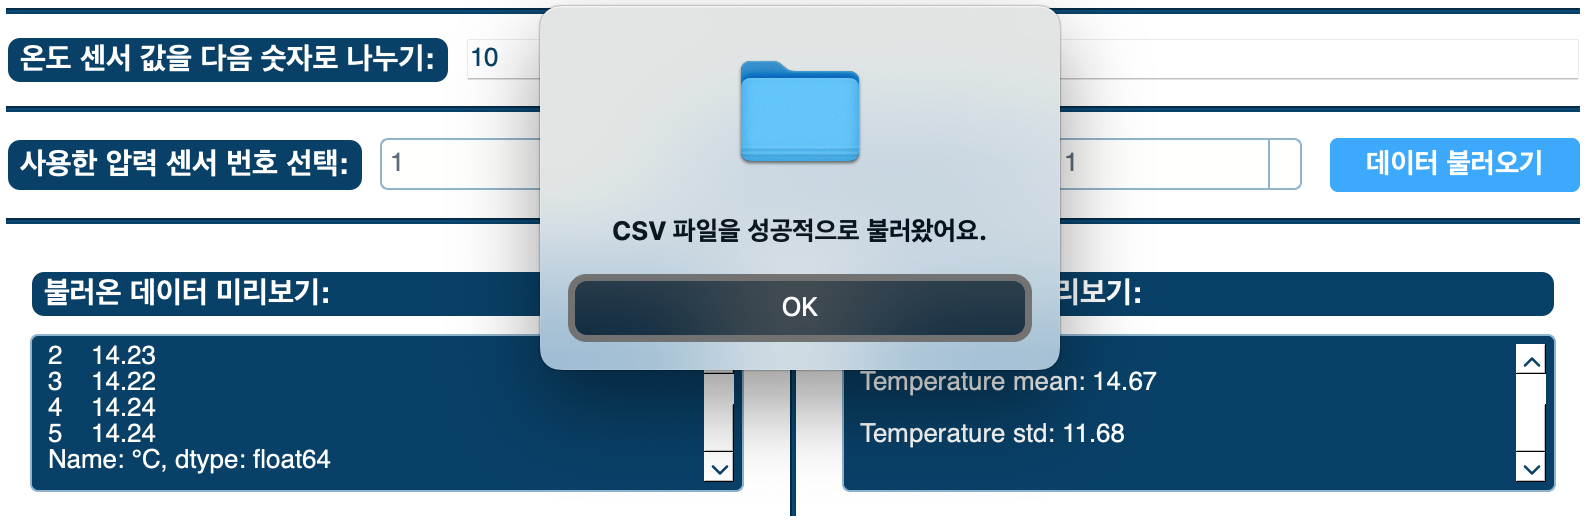 온도 센서 값을 다음 숫자로 나누기:
10
사용한 압력 센서 번호 선택:
1
1
데이터 불러오기
CSV 파일을 성공적으로 불러왔어요.
OK
불러온 데이터 미리보기:
2 14.23
3 14.22
4 14.24
5 14.24
Name: °C, dtype: float64
리보기:
Temperature mean: 14.67
Temperature std: 11.68